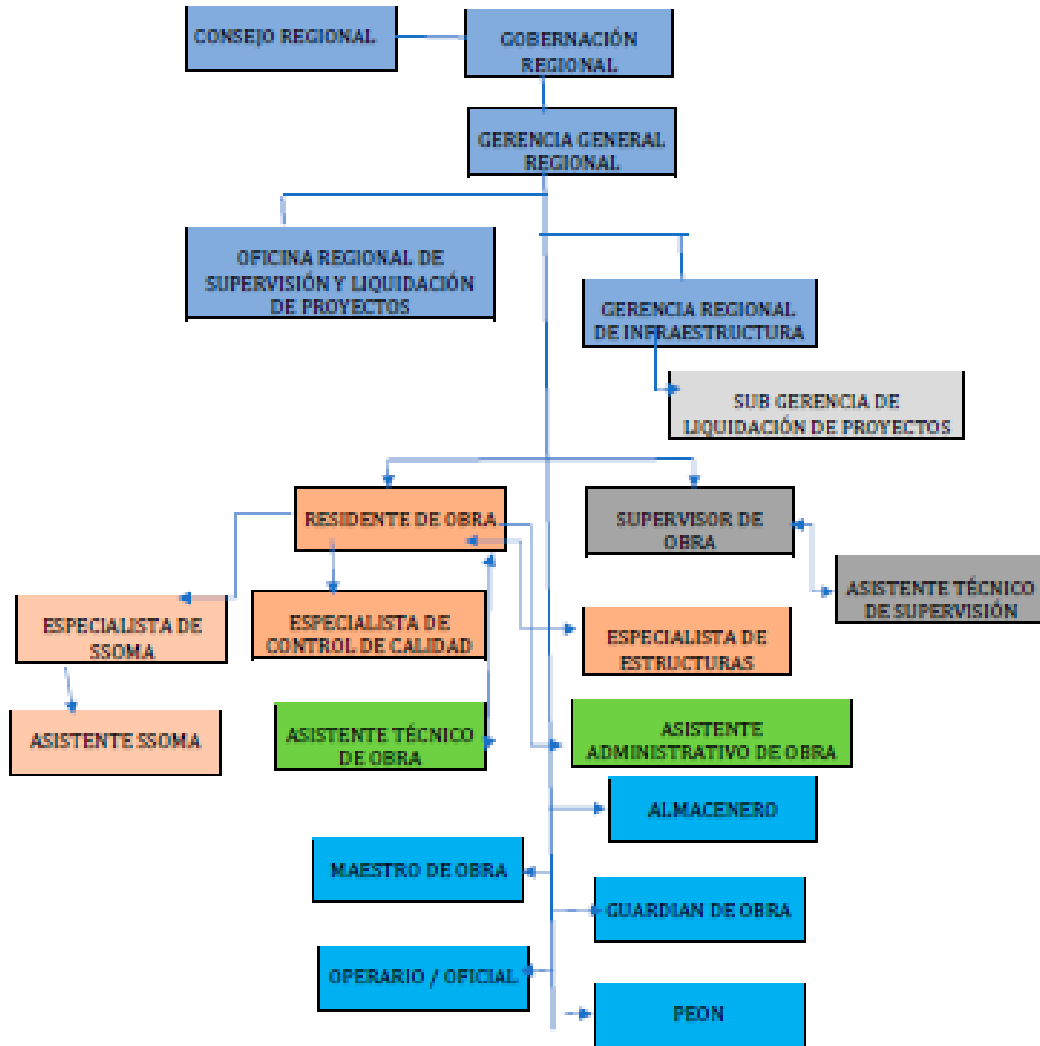 CONSEJO REGIONAL
GOBERNACIÓN
REGIONAL
GERENCIA GENERAL
REGIONAL
OFICINA REGIONAL DE
SUPERVISIÓN Y LIQUIDACIÓN
DE PROYECTOS
GERENCIA REGIONAL
DE INFRAESTRUCTURA
SUB GERENCIA DE
LIQUIDACIÓN DE PROYECTOS
RESIDENTE DE OBRA
SUPERVISOR DE
OBRA
ASISTENTE TÉCNICO
DE SUPERVISIÓN
ESPECIALISTA DE
SSOMA
ESPECIALISTA DE
CONTROL DE CALIDAD
ESPECIALISTA DE
ESTRUCTURAS
ASISTENTE SSOMA
ASISTENTE TÉCNICO
DE OBRA
ASISTENTE
ADMINISTRATIVO DE OBRA
ALMACENERO
MAESTRO DE OBRA
GUARDIAN DE OBRA
OPERARIO / OFICIAL
PEON